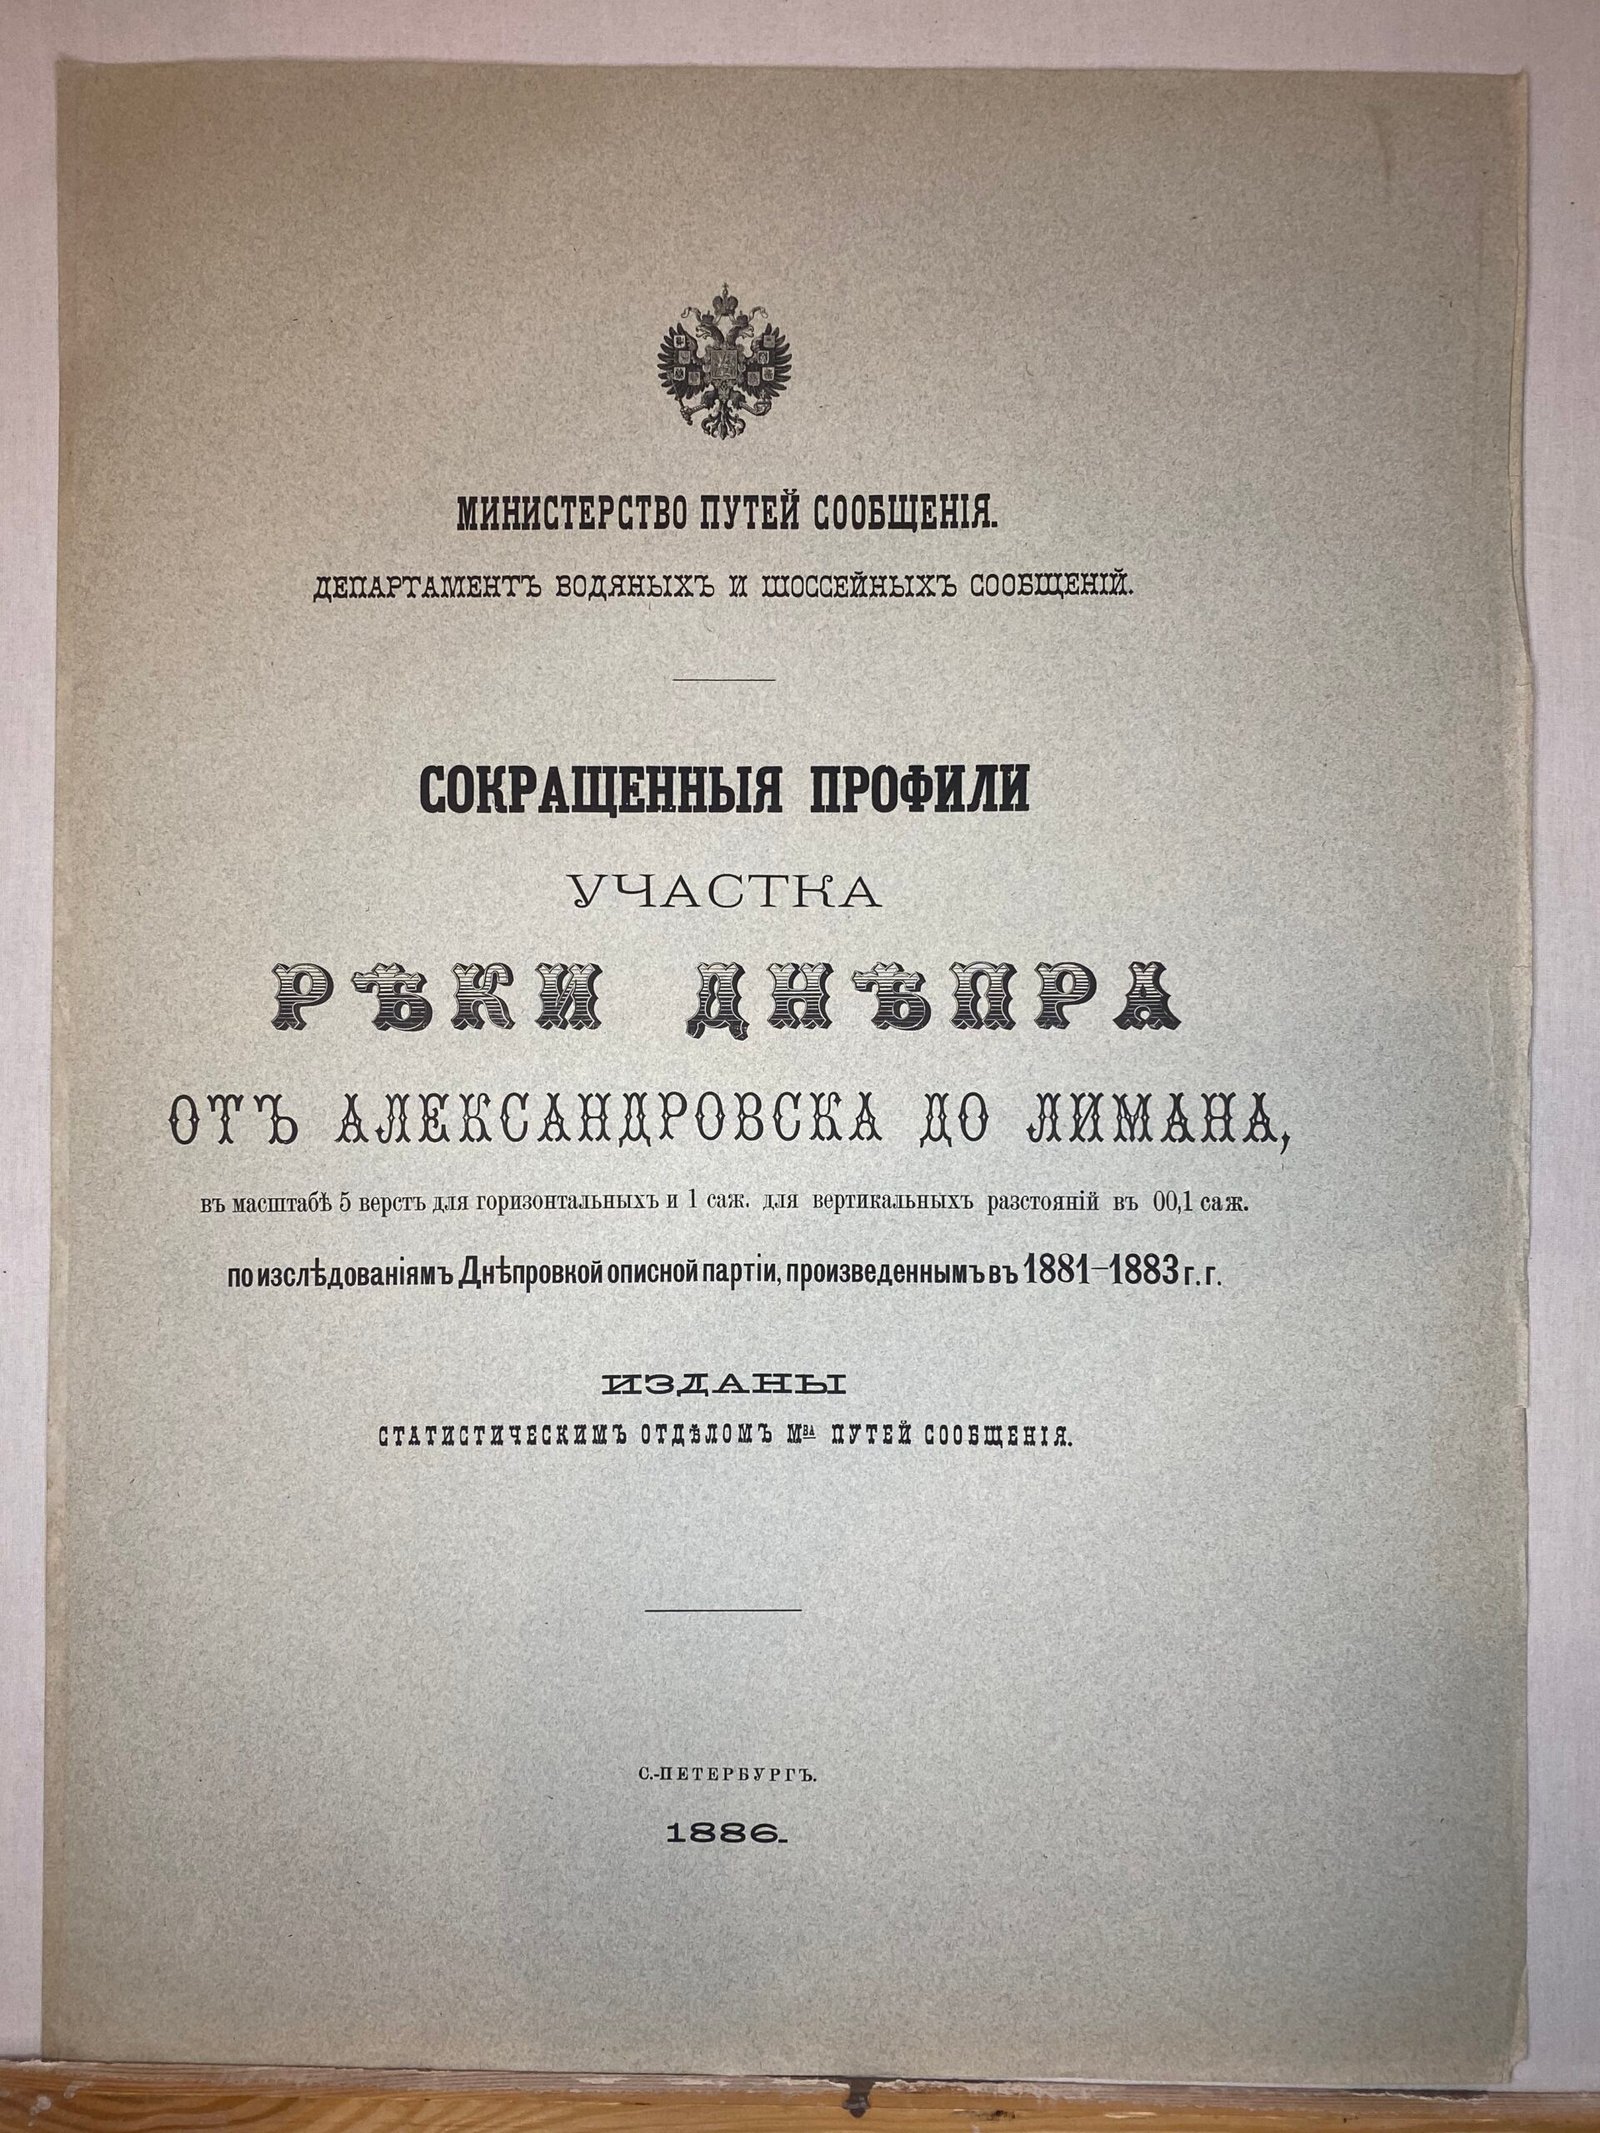 МИНИСТЕРСТВО ПУТЕЙ СООБЩЕНІЯ.
ДЕПАРТАМЕНТЪ ВОДЯНЫХЪ И ШОССЕЙНЫХЪ СООБЩЕНІЙ.
СОКРАЩЕННЫЯ ПРОФИЛИ
УЧАСТКА
РѢКИ ДНѢПРА
ОТЪ АЛЕКСАНДРОВСКА ДО ЛИМАНА,
въ масштабѣ 5 верстъ для горизонтальныхъ и 1 саж. для вертикальныхъ разстояній въ 00,1 саж.
по изслѣдованіямъ Днѣпровкой описной партіи, произведеннымъ въ 1881–1883 г. г.
ИЗДАНЫ
СТАТИСТИЧЕСКИМЪ ОТДѢЛОМЪ МВА ПУТЕЙ СООБЩЕНІЯ.
С.-ПЕТЕРБУРГЪ.
1886.